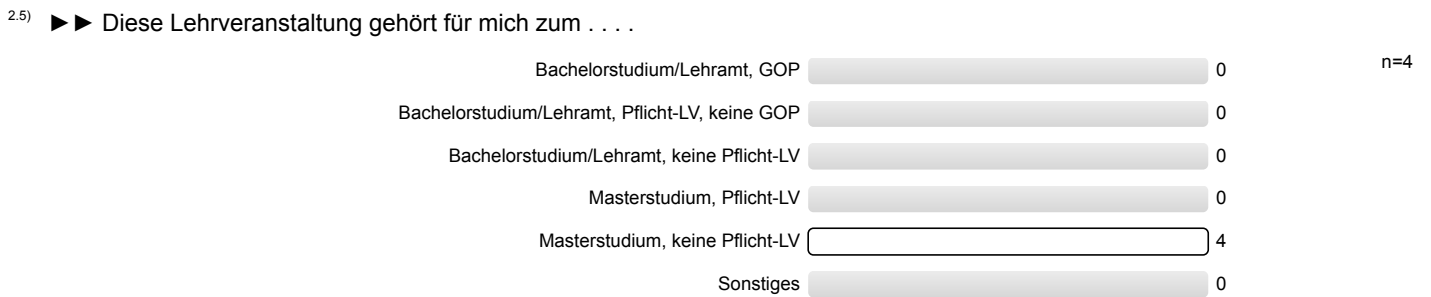 2.5) ►► Diese Lehrveranstaltung gehört für mich zum . . . .
n=4
Bachelorstudium/Lehramt, GOP 0
Bachelorstudium/Lehramt, Pflicht-LV, keine GOP 0
Bachelorstudium/Lehramt, keine Pflicht-LV 0
Masterstudium, Pflicht-LV 0
Masterstudium, keine Pflicht-LV 4
Sonstiges 0